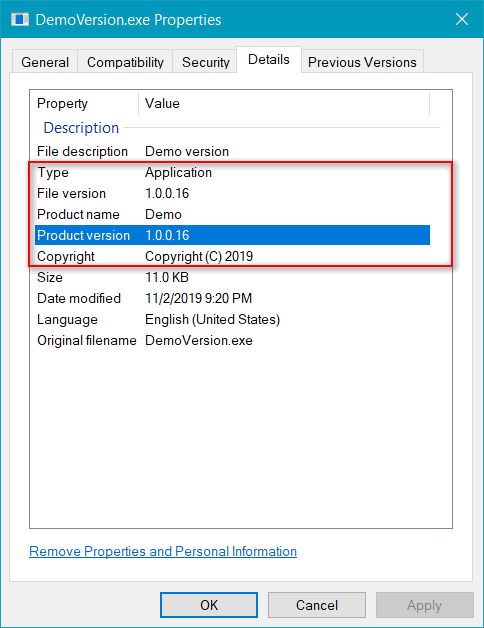 DemoVersion.exe Properties
General Compatibility Security Details Previous Versions
Property Value
Description
File description Demo version
Type Application
File version 1.0.0.16
Product name Demo
Product version 1.0.0.16
Copyright Copyright (C) 2019
Size 11.0 KB
Date modified 11/2/2019 9:20 PM
Language English (United States)
Original filename DemoVersion.exe
Remove Properties and Personal Information
OK Cancel Apply